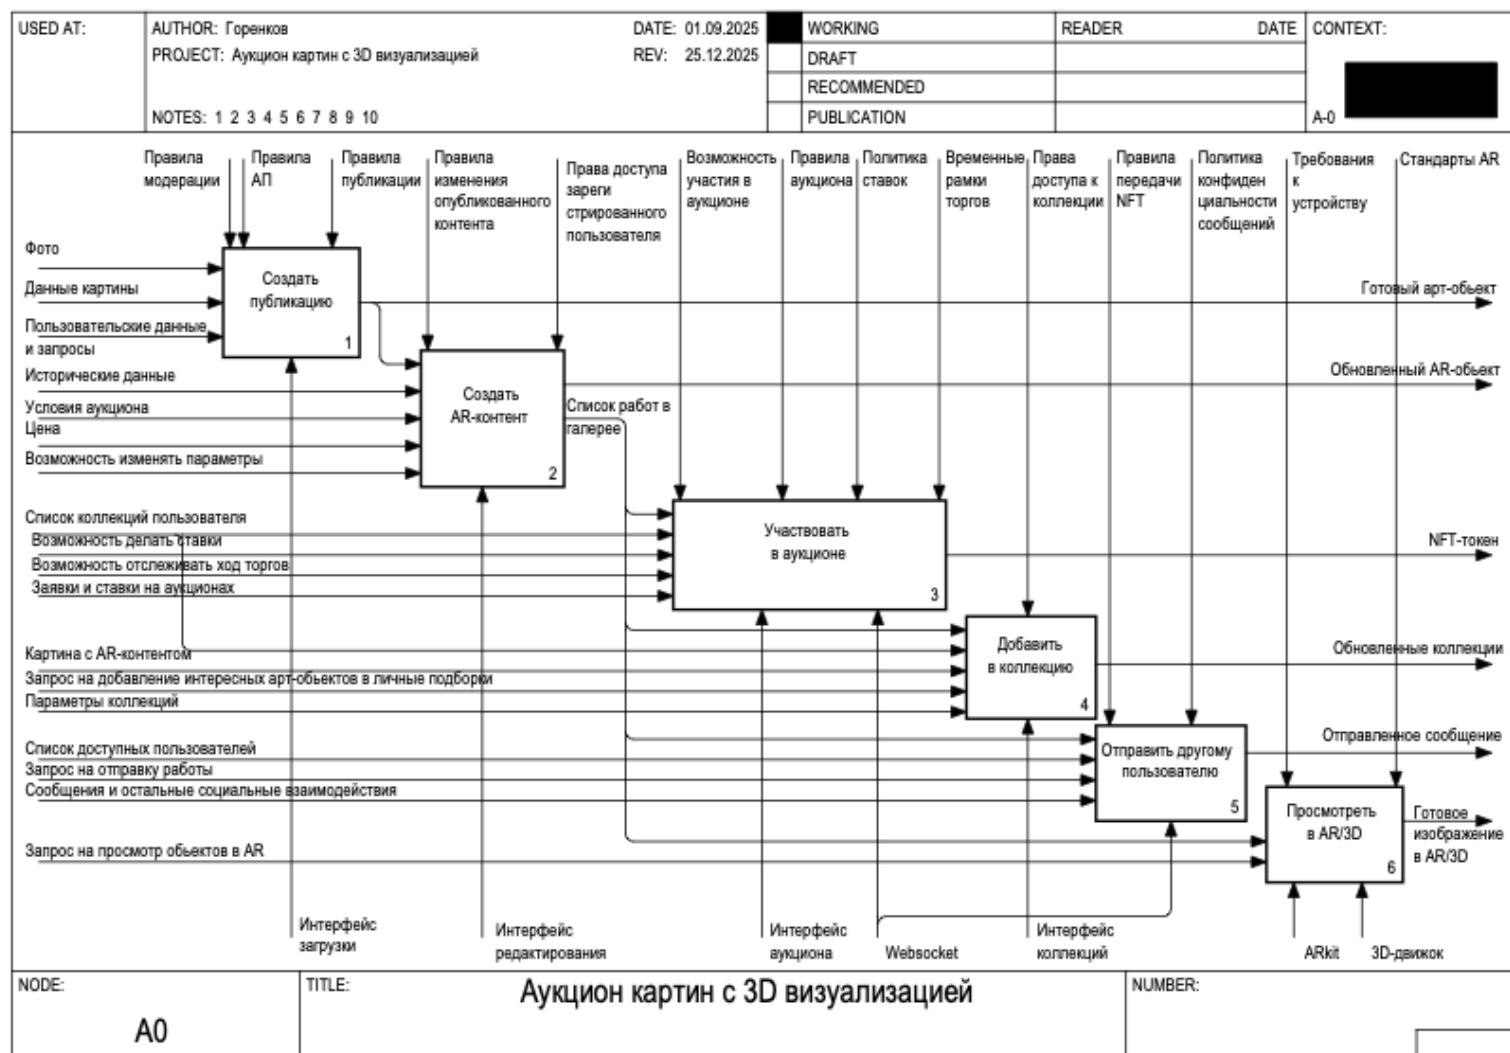 USED AT:
AUTHOR: Горенков
DATE: 01.09.2025
PROJECT: Аукцион картин с 3D визуализацией
REV: 25.12.2025
NOTES: 1 2 3 4 5 6 7 8 9 10
WORKING
DRAFT
RECOMMENDED
PUBLICATION
READER
DATE
CONTEXT:
A-0
Правила
модерации
Правила
АП
Правила
публикации
Правила
изменения
опубликованного
контента
Права доступа
зареги
стрированного
пользователя
Возможность
участия в
аукционе
Правила
аукциона
Политика
ставок
Временные
рамки
торгов
Права
доступа к
коллекции
Правила
передачи
NFT
Политика
конфиден
циальности
сообщений
Требования
к
устройству
Стандарты AR
Фото
Данные картины
Пользовательские данные
и запросы
Исторические данные
Условия аукциона
Цена
Возможность изменять параметры
Список коллекций пользователя
Возможность делать ставки
Возможность отслеживать ход торгов
Заявки и ставки на аукционах
Картина с AR-контентом
Запрос на добавление интересных арт-обьектов в личные подборки
Параметры коллекций
Список доступных пользователей
Запрос на отправку работы
Сообщения и остальные социальные взаимодействия
Запрос на просмотр обьектов в AR
Создать
публикацию
1
Создать
AR-контент
2
Список работ в
галерее
Участвовать
в аукционе
3
Добавить
в коллекцию
4
Отправить другому
пользователю
5
Просмотреть
в AR/3D
6
Готовый арт-обьект
Обновленный AR-обьект
NFT-токен
Обновленные коллекции
Отправленное сообщение
Готовое
изображение
в AR/3D
Интерфейс
загрузки
Интерфейс
редактирования
Интерфейс
аукциона
Websocket
Интерфейс
коллекций
ARkit
3D-движок
NODE:
A0
TITLE:
Аукцион картин с 3D визуализацией
NUMBER: